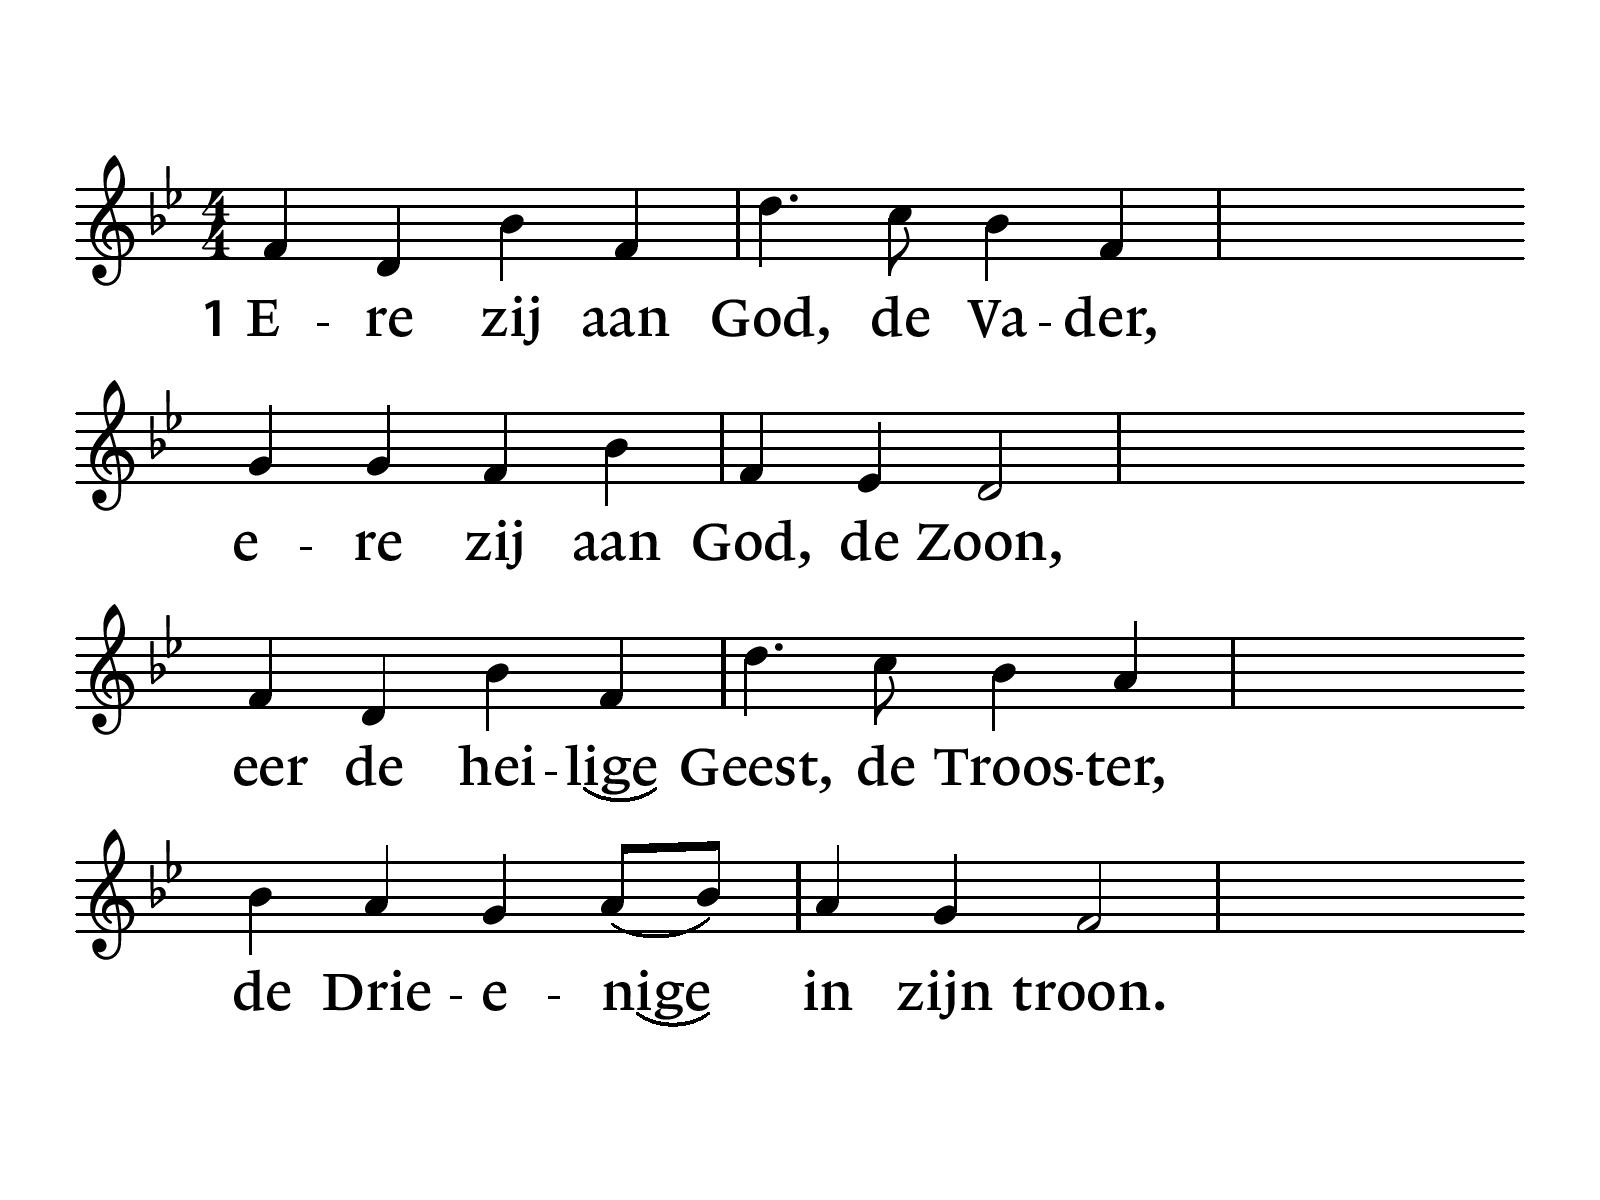 1 E - re zij aan God, de Va - der,
e - re zij aan God, de Zoon,
eer de hei - lige Geest, de Troos - ter,
de Drie - e - nige in zijn troon.